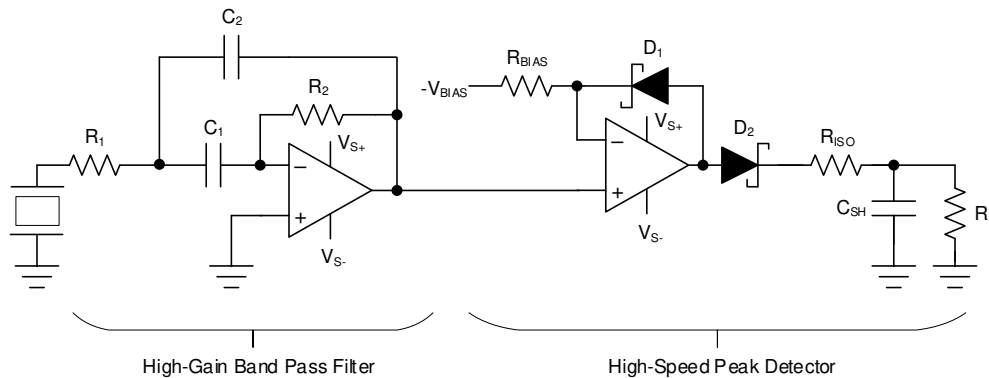 C2
R2
R1
C1
VS+
VS-
-VBIAS
RBIAS
D1
VS+
VS-
D2
RISO
CSH
R
High-Gain Band Pass Filter
High-Speed Peak Detector